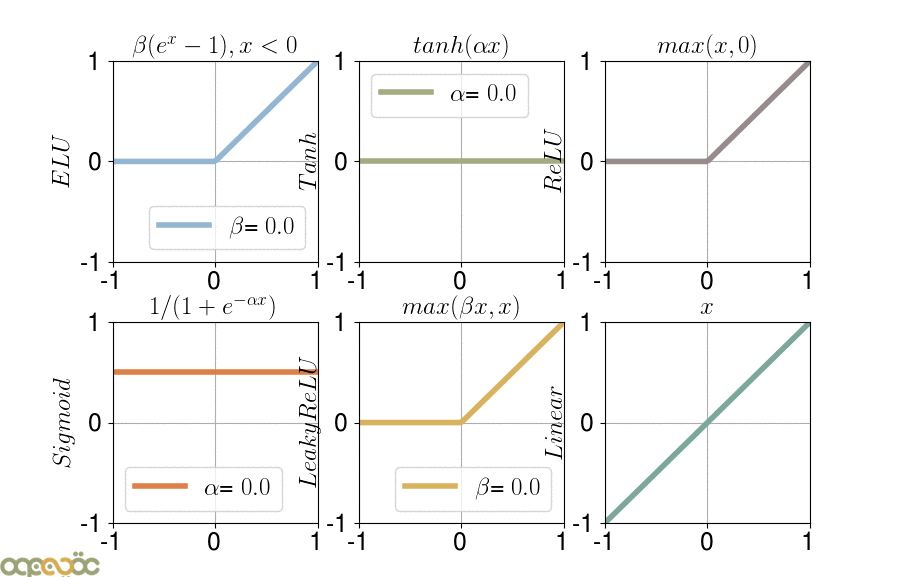 β(eˣ − 1), x < 0
tanh(αx)
max(x, 0)
ELU
1
0
-1
-1
0
1
β= 0.0
Tanh
1
0
-1
-1
0
1
α= 0.0
ReLU
1
0
-1
-1
0
1
1/(1 + e^{−αx})
max(βx, x)
x
Sigmoid
1
0
-1
-1
0
1
α= 0.0
LeakyReLU
1
0
-1
-1
0
1
β= 0.0
Linear
1
0
-1
-1
0
1